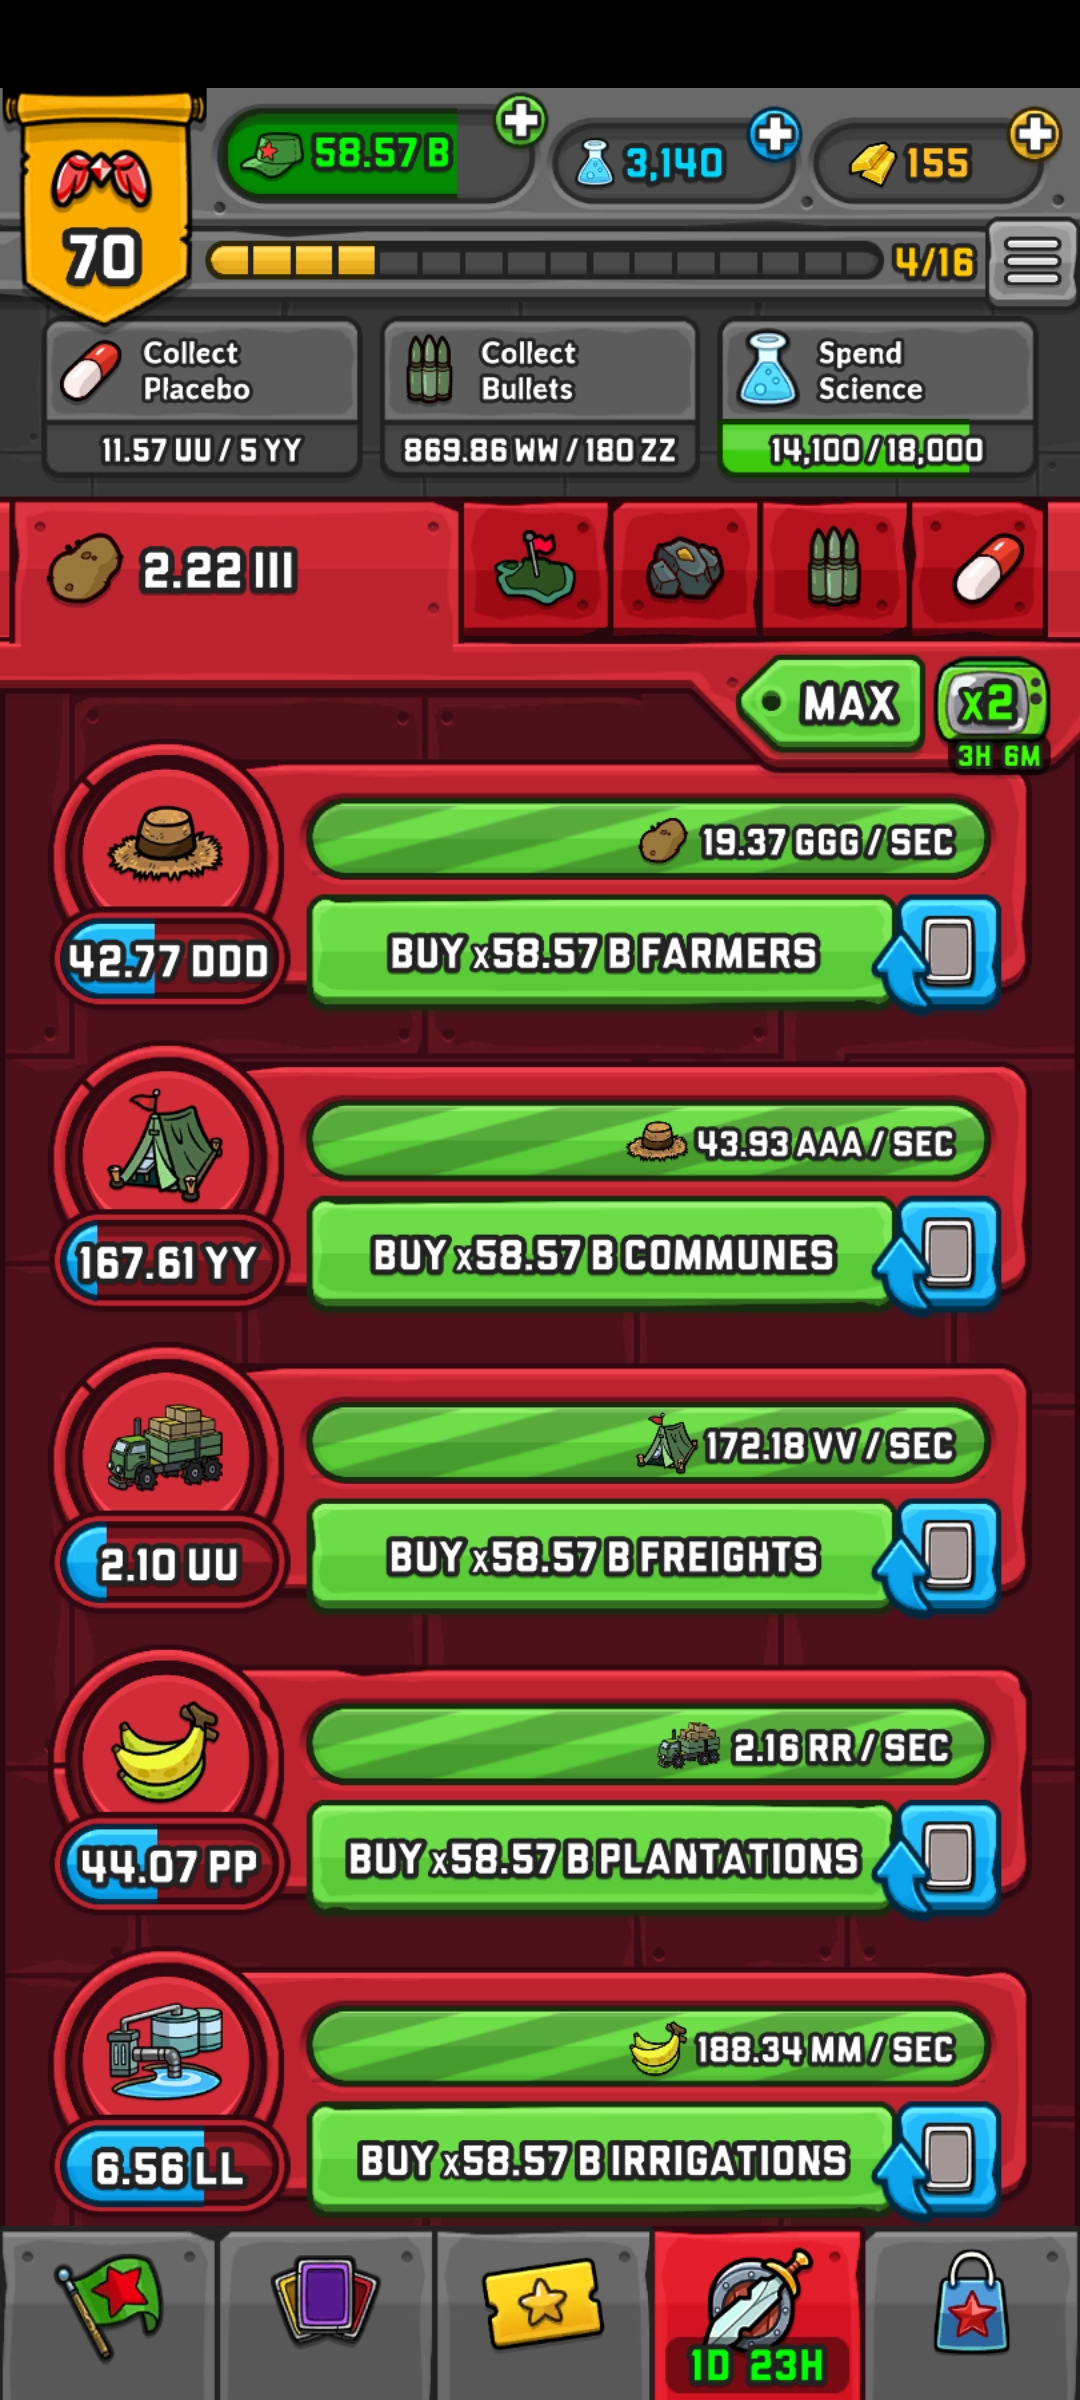 70
58.57 B
3,140
155
4/16
Collect
Placebo
11.57 UU / 5 YY
Collect
Bullets
869.86 WW / 180 ZZ
Spend
Science
14,100 / 18,000
2.22 III
MAX
x2
3H 6M
19.37 GGG / SEC
42.77 DDD
BUY x58.57 B FARMERS
43.93 AAA / SEC
167.61 YY
BUY x58.57 B COMMUNES
172.18 VV / SEC
2.10 UU
BUY x58.57 B FREIGHTS
2.16 RR / SEC
44.07 PP
BUY x58.57 B PLANTATIONS
188.34 MM / SEC
6.56 LL
BUY x58.57 B IRRIGATIONS
1D 23H